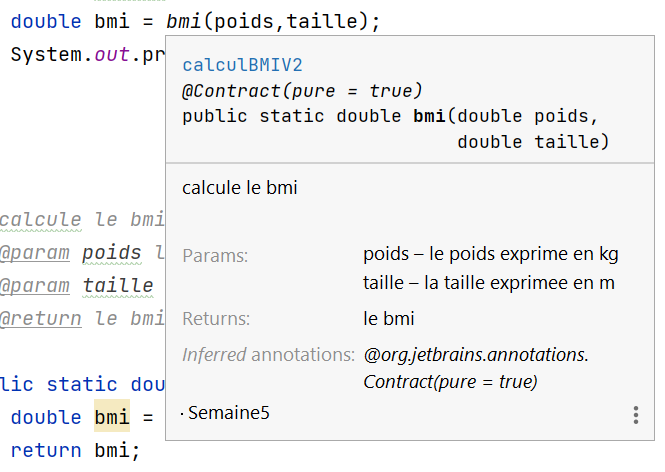 double bmi = bmi(poids,taille);
System.out.pr
calculBMIV2
@Contract(pure = true)
public static double bmi(double poids,
double taille)
calcule le bmi
Params: poids – le poids exprime en kg
taille – la taille exprimee en m
Returns: le bmi
Inferred annotations: @org.jetbrains.annotations.
Contract(pure = true)
· Semaine5
calcule le bmi
@param poids l
@param taille
@return le bmi
lic static dou
double bmi =
return bmi;